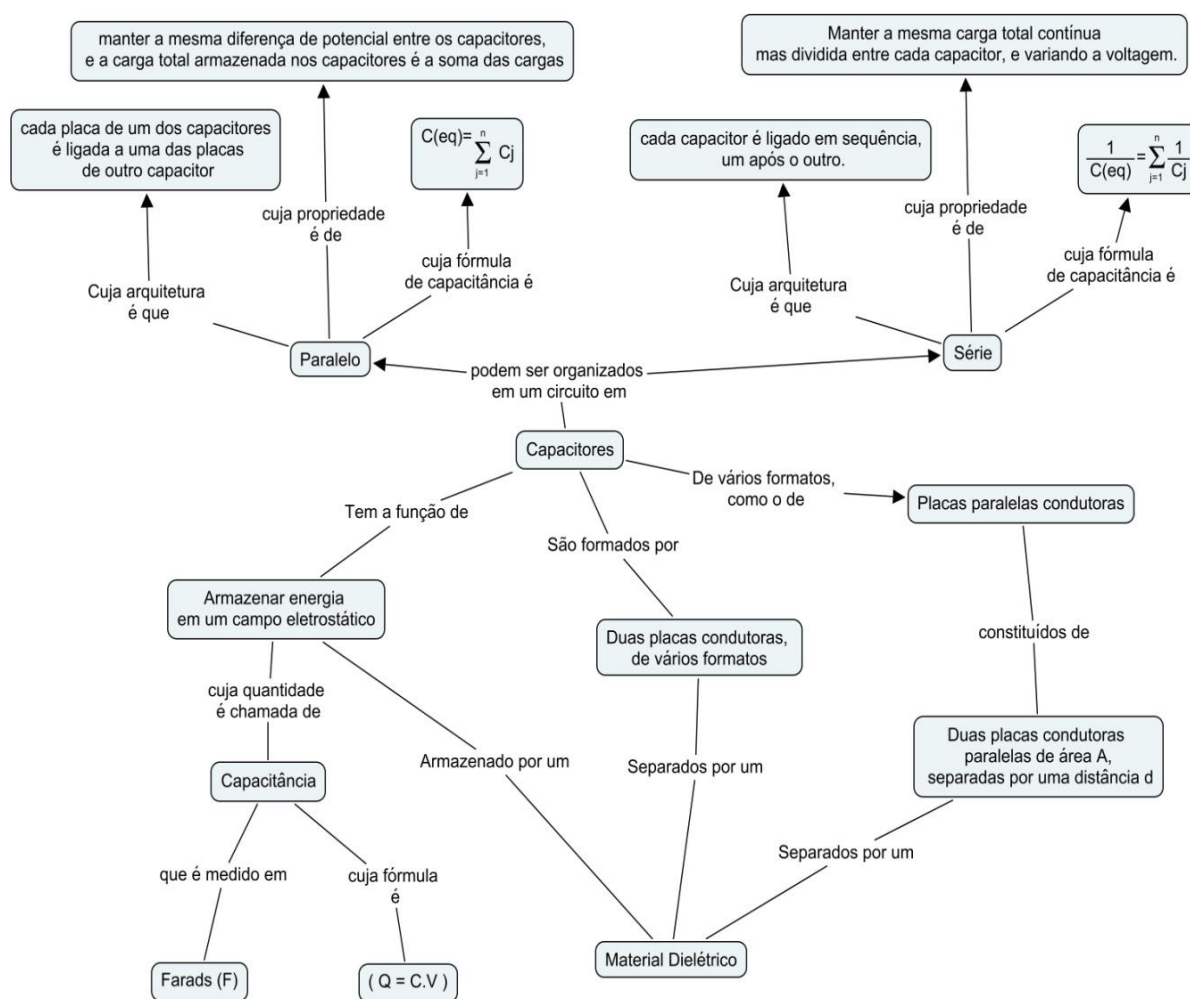 manter a mesma diferença de potencial entre os capacitores,
e a carga total armazenada nos capacitores é a soma das cargas
Manter a mesma carga total contínua
mas dividida entre cada capacitor, e variando a voltagem.
cada placa de um dos capacitores
é ligada a uma das placas
de outro capacitor
C(eq)= n ∑ j=1 Cj
cada capacitor é ligado em sequência,
um após o outro.
1/C(eq) = n ∑ j=1 1/Cj
cuja propriedade
é de
cuja propriedade
é de
cuja fórmula
de capacitância é
cuja fórmula
de capacitância é
Cuja arquitetura
é que
Cuja arquitetura
é que
Paralelo
Série
podem ser organizados
em um circuito em
Capacitores
De vários formatos,
como o de
Placas paralelas condutoras
Tem a função de
São formados por
Armazenar energia
em um campo eletrostático
Duas placas condutoras,
de vários formatos
constituídos de
cuja quantidade
é chamada de
Armazenado por um
Separados por um
Duas placas condutoras
paralelas de área A,
separadas por uma distância d
Capacitância
que é medido em
cuja fórmula
é
Separados por um
Farads (F)
( Q = C.V )
Material Dielétrico